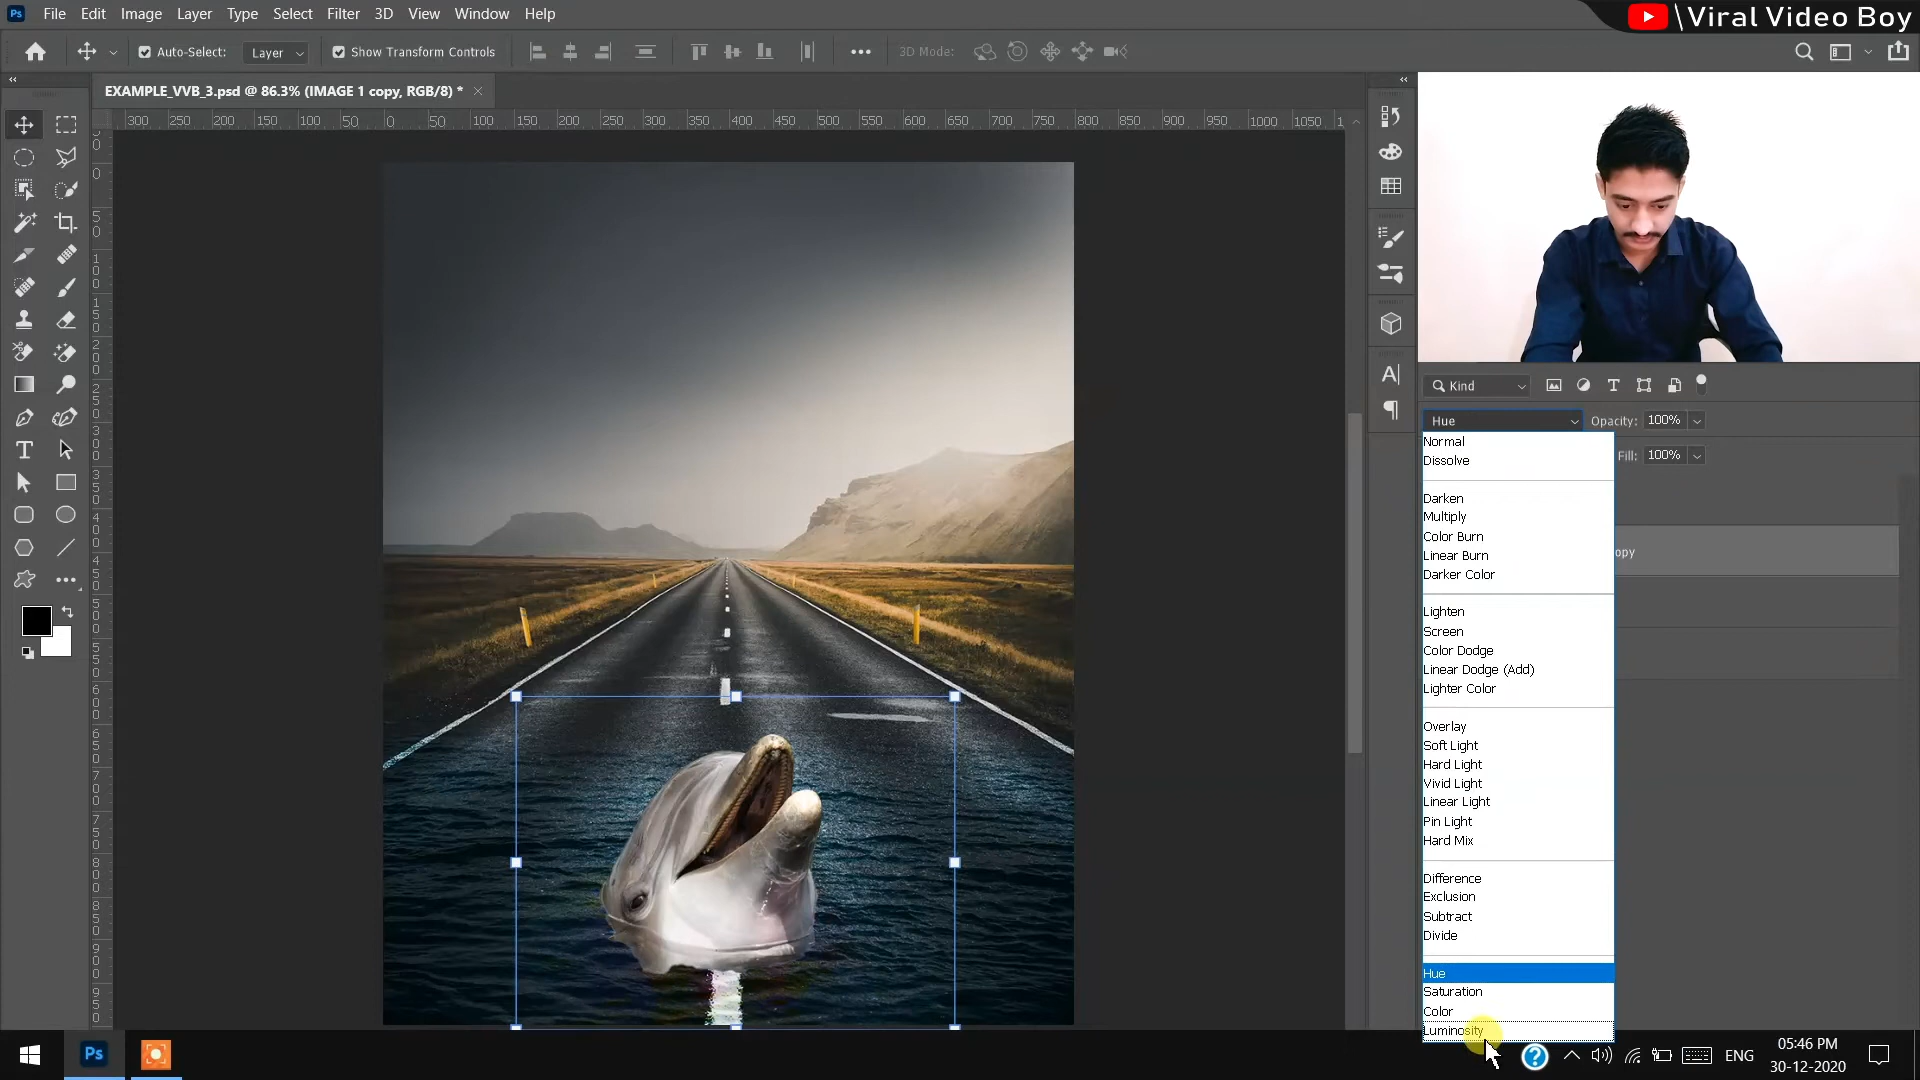 Ps File Edit Image Layer Type Select Filter 3D View Window Help
\Viral Video Boy
Auto-Select: Layer Show Transform Controls 3D Mode:
EXAMPLE_VVB_3.psd @ 86.3% (IMAGE 1 copy, RGB/8) *
300 250 200 150 100 50 0 50 100 150 200 250 300 350 400 450 500 550 600 650 700 750 800 850 900 950 1000 1050 1
Kind
Hue Opacity: 100%
Fill: 100%
Normal
Dissolve
Darken
Multiply
Color Burn
opy
Linear Burn
Darker Color
Lighten
Screen
Color Dodge
Linear Dodge (Add)
Lighter Color
Overlay
Soft Light
Hard Light
Vivid Light
Linear Light
Pin Light
Hard Mix
Difference
Exclusion
Subtract
Divide
Hue
Saturation
Color
Luminosity
Ps
ENG
05:46 PM
30-12-2020